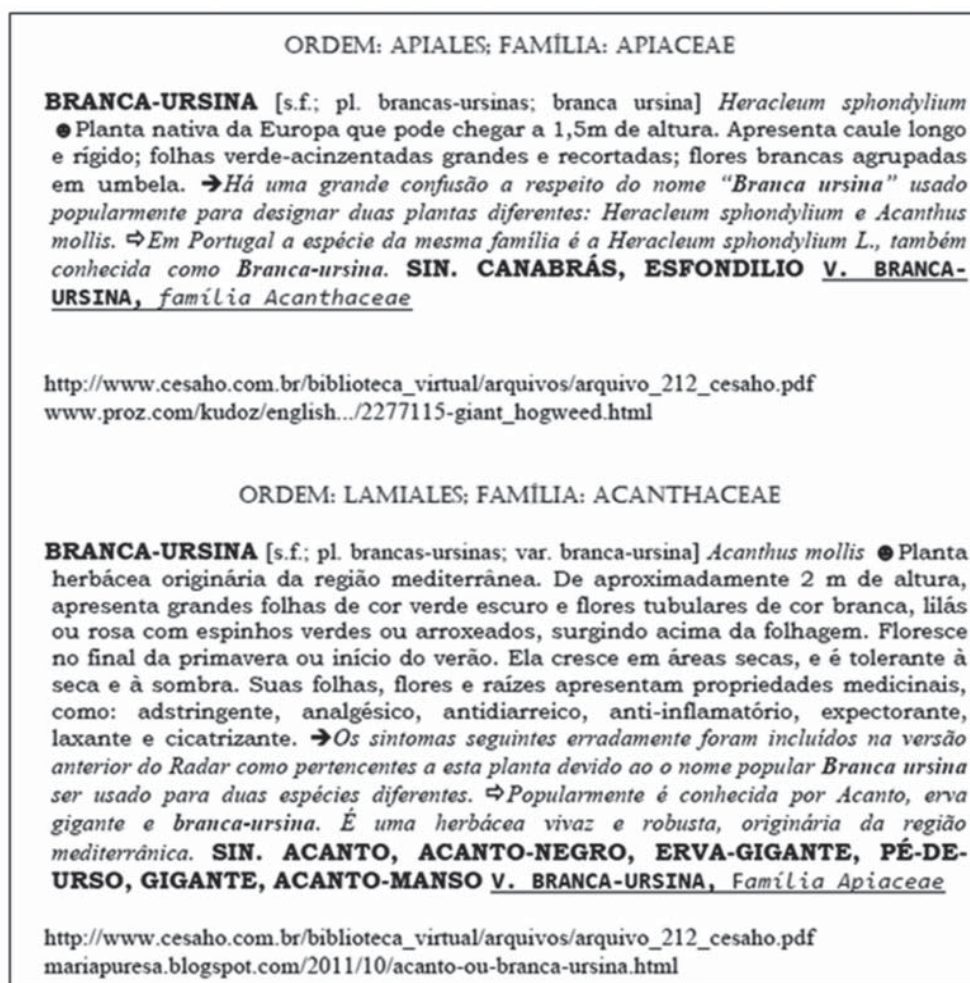 ORDEM: APIALES; FAMÍLIA: APIACEAE
BRANCA-URSINA [s.f.; pl. brancas-ursinas; branca ursina] Heracleum sphondylium
☻Planta nativa da Europa que pode chegar a 1,5m de altura. Apresenta caule longo
e rígido; folhas verde-acinzentadas grandes e recortadas; flores brancas agrupadas
em umbela. ➔Há uma grande confusão a respeito do nome “Branca ursina” usado
popularmente para designar duas plantas diferentes: Heracleum sphondylium e Acanthus
mollis. ⇨Em Portugal a espécie da mesma família é a Heracleum sphondylium L., também
conhecida como Branca-ursina. SIN. CANABRÁS, ESFONDILIO V. BRANCA-
URSINA, família Acanthaceae
http://www.cesaho.com.br/biblioteca_virtual/arquivos/arquivo_212_cesaho.pdf
www.proz.com/kudoz/english.../2277115-giant_hogweed.html
ORDEM: LAMIALES; FAMÍLIA: ACANTHACEAE
BRANCA-URSINA [s.f.; pl. brancas-ursinas; var. branca-ursina] Acanthus mollis ☻Planta
herbácea originária da região mediterrânea. De aproximadamente 2 m de altura,
apresenta grandes folhas de cor verde escuro e flores tubulares de cor branca, lilás
ou rosa com espinhos verdes ou arroxeados, surgindo acima da folhagem. Floresce
no final da primavera ou início do verão. Ela cresce em áreas secas, e é tolerante à
seca e à sombra. Suas folhas, flores e raízes apresentam propriedades medicinais,
como: adstringente, analgésico, antidiarreico, anti-inflamatório, expectorante,
laxante e cicatrizante. ➔Os sintomas seguintes erradamente foram incluídos na versão
anterior do Radar como pertencentes a esta planta devido ao o nome popular Branca ursina
ser usado para duas espécies diferentes. ⇨Popularmente é conhecida por Acanto, erva
gigante e branca-ursina. É uma herbácea vivaz e robusta, originária da região
mediterrânica. SIN. ACANTO, ACANTO-NEGRO, ERVA-GIGANTE, PÉ-DE-
URSO, GIGANTE, ACANTO-MANSO V. BRANCA-URSINA, Família Apiaceae
http://www.cesaho.com.br/biblioteca_virtual/arquivos/arquivo_212_cesaho.pdf
mariapuresa.blogspot.com/2011/10/acanto-ou-branca-ursina.html